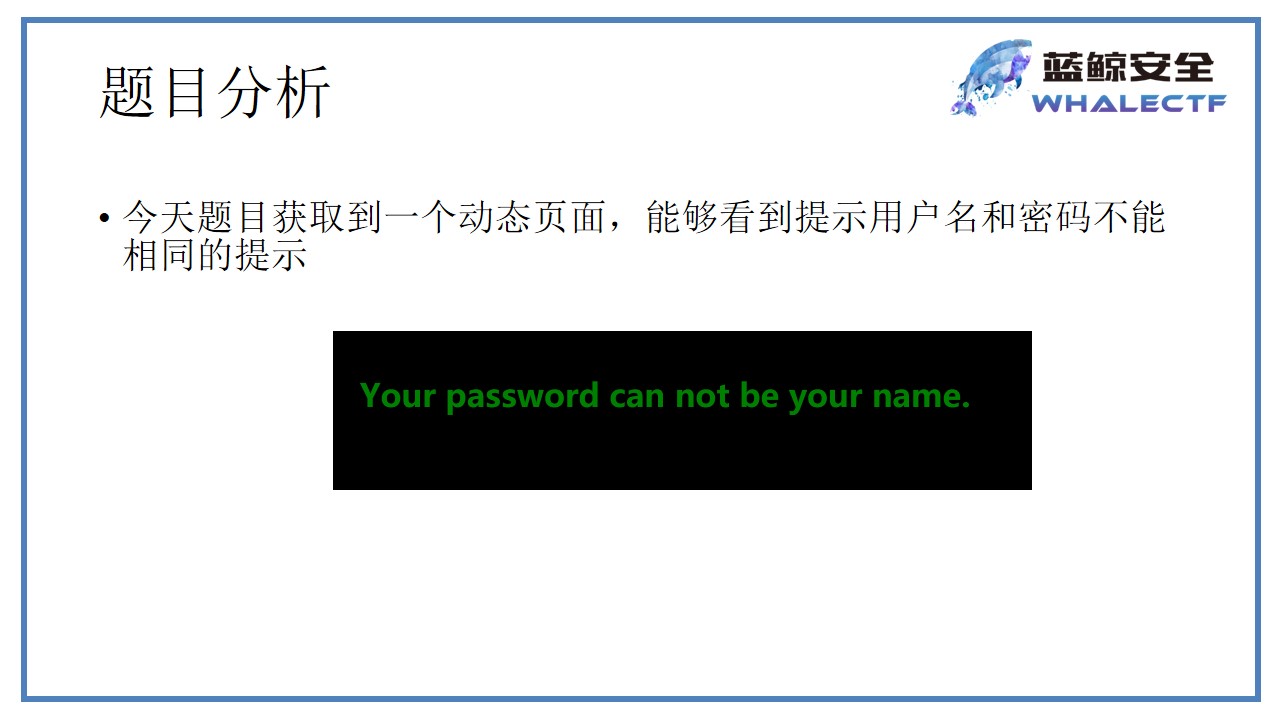 题目分析
蓝鲸安全
WHALECTF
• 今天题目获取到一个动态页面，能够看到提示用户名和密码不能
相同的提示
Your password can not be your name.